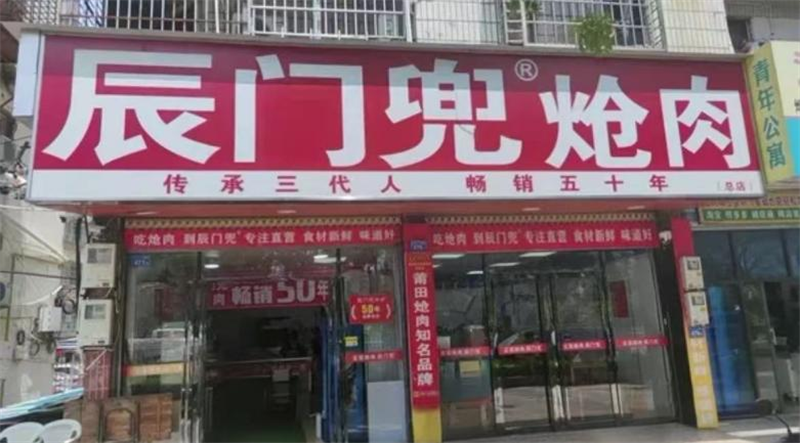 辰门兜®炝肉
传承三代人 畅销五十年
总店
青年公寓
吃炝肉 到辰门兜 专注直营 食材新鲜 味道好
吃炝肉 到辰门兜 专注直营 食材新鲜 味道好
肉 畅销50年
50年
莆田炝肉知名品牌